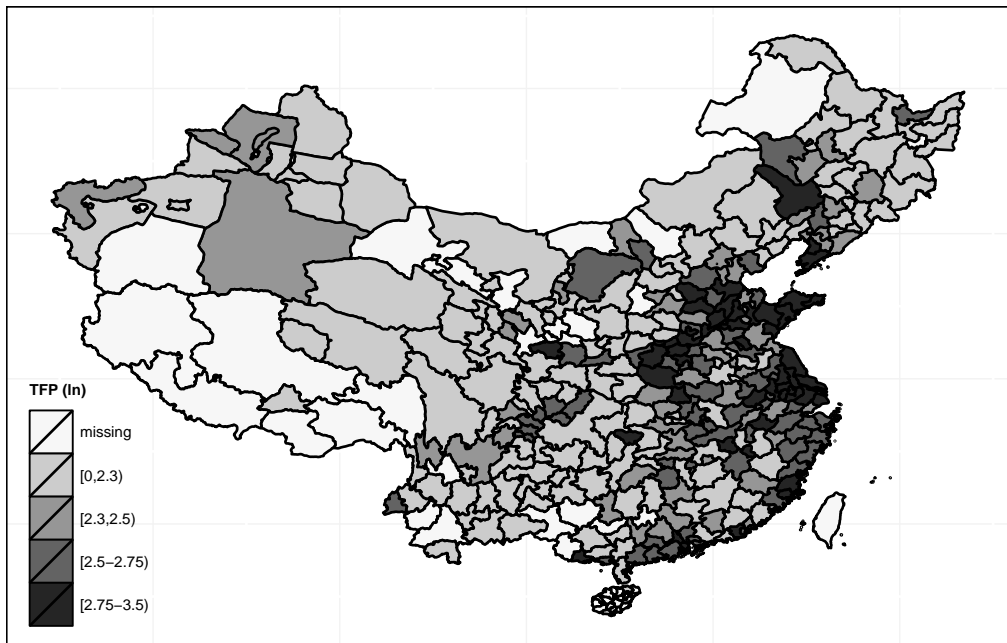 TFP (ln)
missing
[0,2.3)
[2.3,2.5)
[2.5−2.75)
[2.75−3.5)